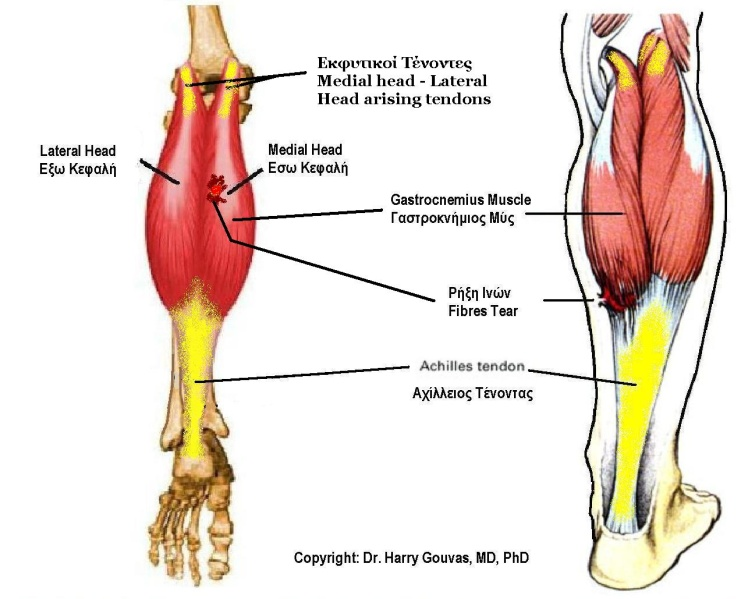 Εκφυτικοί Τένοντες
Medial head - Lateral
Head arising tendons
Lateral Head
Εξω Κεφαλή
Medial Head
Εσω Κεφαλή
Gastrocnemius Muscle
Γαστροκνήμιος Μύς
Ρήξη Ινών
Fibres Tear
Achilles tendon
Αχίλλειος Τένοντας
Copyright: Dr. Harry Gouvas, MD, PhD